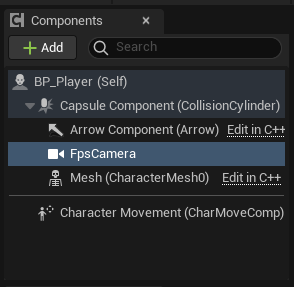 Components
Add
Search
BP_Player (Self)
Capsule Component (CollisionCylinder)
Arrow Component (Arrow) Edit in C++
FpsCamera
Mesh (CharacterMesh0) Edit in C++
Character Movement (CharMoveComp)